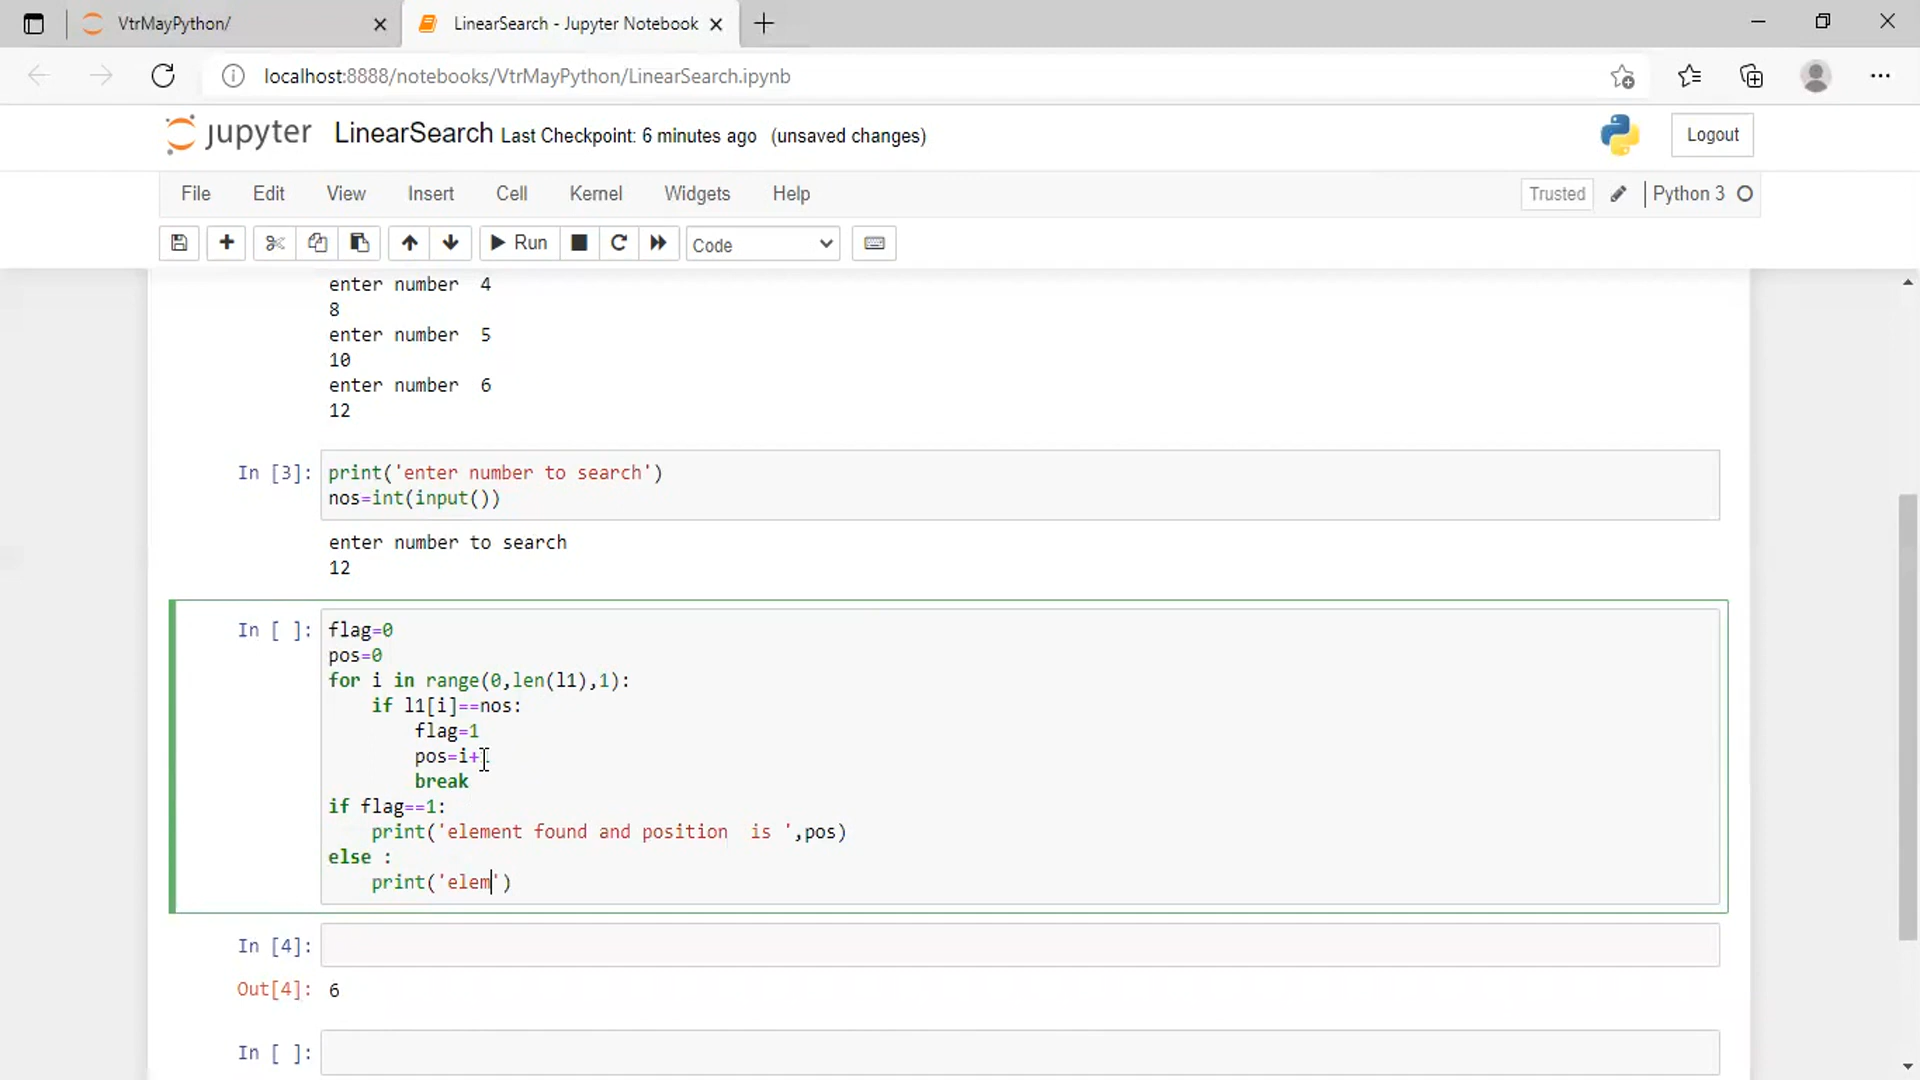 VtrMayPython/
LinearSearch - Jupyter Notebook
localhost:8888/notebooks/VtrMayPython/LinearSearch.ipynb
jupyter LinearSearch Last Checkpoint: 6 minutes ago (unsaved changes)
Logout
File Edit View Insert Cell Kernel Widgets Help
Trusted Python 3
Run Code
enter number  4
8
enter number  5
10
enter number  6
12
In [3]: print('enter number to search')
nos=int(input())
enter number to search
12
In [ ]: flag=0
pos=0
for i in range(0,len(l1),1):
    if l1[i]==nos:
        flag=1
        pos=i+1
        break
if flag==1:
    print('element found and position  is ',pos)
else :
    print('elem')
In [4]:
Out[4]: 6
In [ ]: